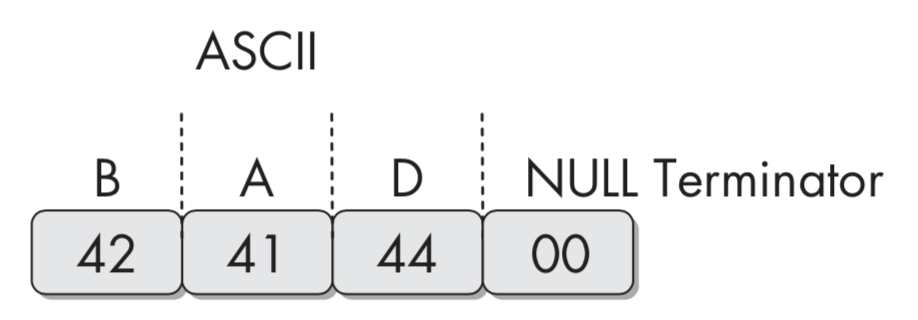 ASCII
B A D NULL Terminator
42 41 44 00